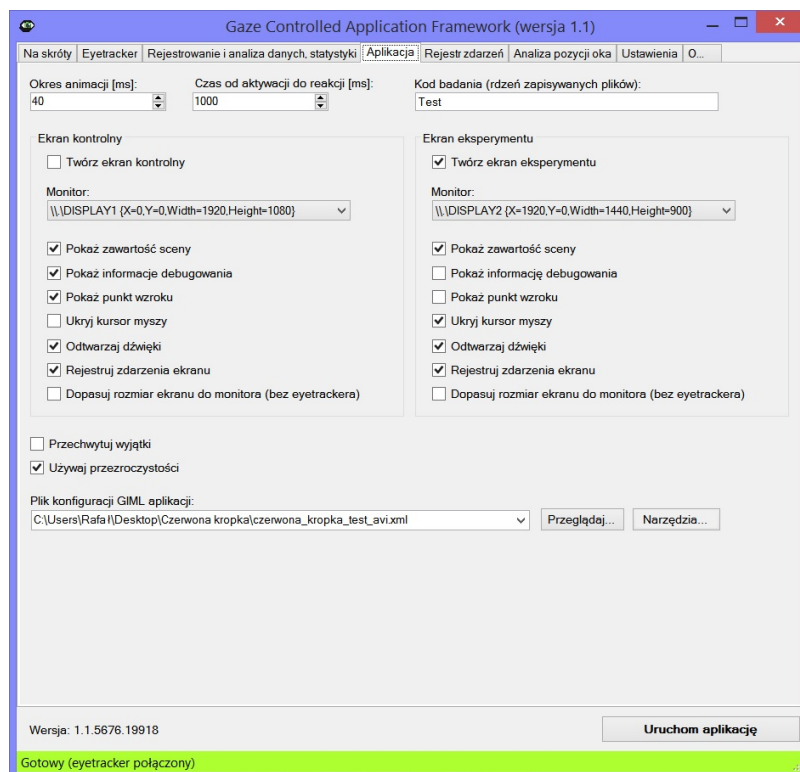 Gaze Controlled Application Framework (wersja 1.1)
Na skróty Eyetracker Rejestrowanie i analiza danych, statystyki Aplikacja Rejestr zdarzeń Analiza pozycji oka Ustawienia O...
Okres animacji [ms]: Czas od aktywacji do reakcji [ms]: Kod badania (rdzeń zapisywanych plików):
40 1000 Test
Ekran kontrolny
Twórz ekran kontrolny
Monitor:
\\.\DISPLAY1 {X=0,Y=0,Width=1920,Height=1080}
Pokaż zawartość sceny
Pokaż informacje debugowania
Pokaż punkt wzroku
Ukryj kursor myszy
Odtwarzaj dźwięki
Rejestruj zdarzenia ekranu
Dopasuj rozmiar ekranu do monitora (bez eyetrackera)
Ekran eksperymentu
Twórz ekran eksperymentu
Monitor:
\\.\DISPLAY2 {X=1920,Y=0,Width=1440,Height=900}
Pokaż zawartość sceny
Pokaż informację debugowania
Pokaż punkt wzroku
Ukryj kursor myszy
Odtwarzaj dźwięki
Rejestruj zdarzenia ekranu
Dopasuj rozmiar ekranu do monitora (bez eyetrackera)
Przechwytuj wyjątki
Używaj przezroczystości
Plik konfiguracji GIML aplikacji:
C:\Users\Rafał\Desktop\Czerwona kropka\czerwona_kropka_test_avi.xml Przeglądaj... Narzędzia...
Wersja: 1.1.5676.19918 Uruchom aplikację
Gotowy (eyetracker połączony)